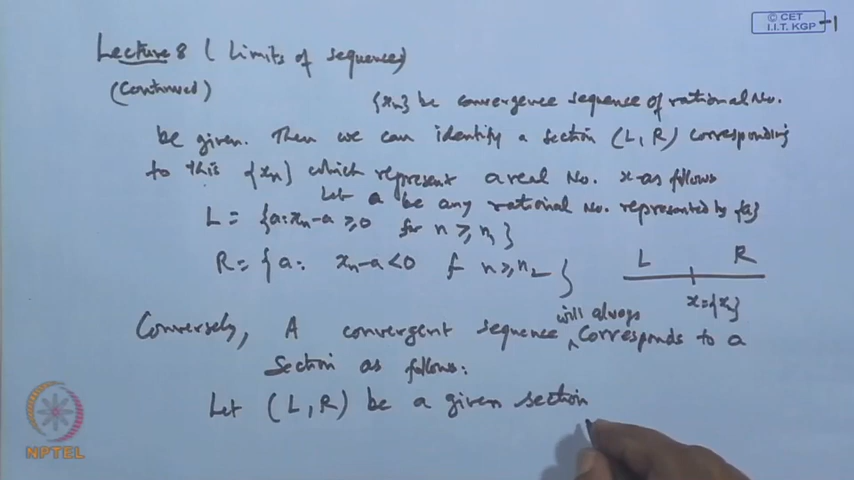 © CET
I.I.T. KGP
Lecture 8 ( Limits of sequences)
(Continued)
{xn} be convergence sequence of rational No.
be given. Then we can identify a section (L, R) corresponding
to this {xn} which represent a real No. x as follows
Let a be any rational No. represented by {a}
L = {a: xn-a ≥0 for n ≥ n1}
R = {a: xn-a <0 f n≥n2}
L R
x={xn}
Conversely, A convergent sequence will always corresponds to a
Section as follows:
Let (L, R) be a given section
NPTEL